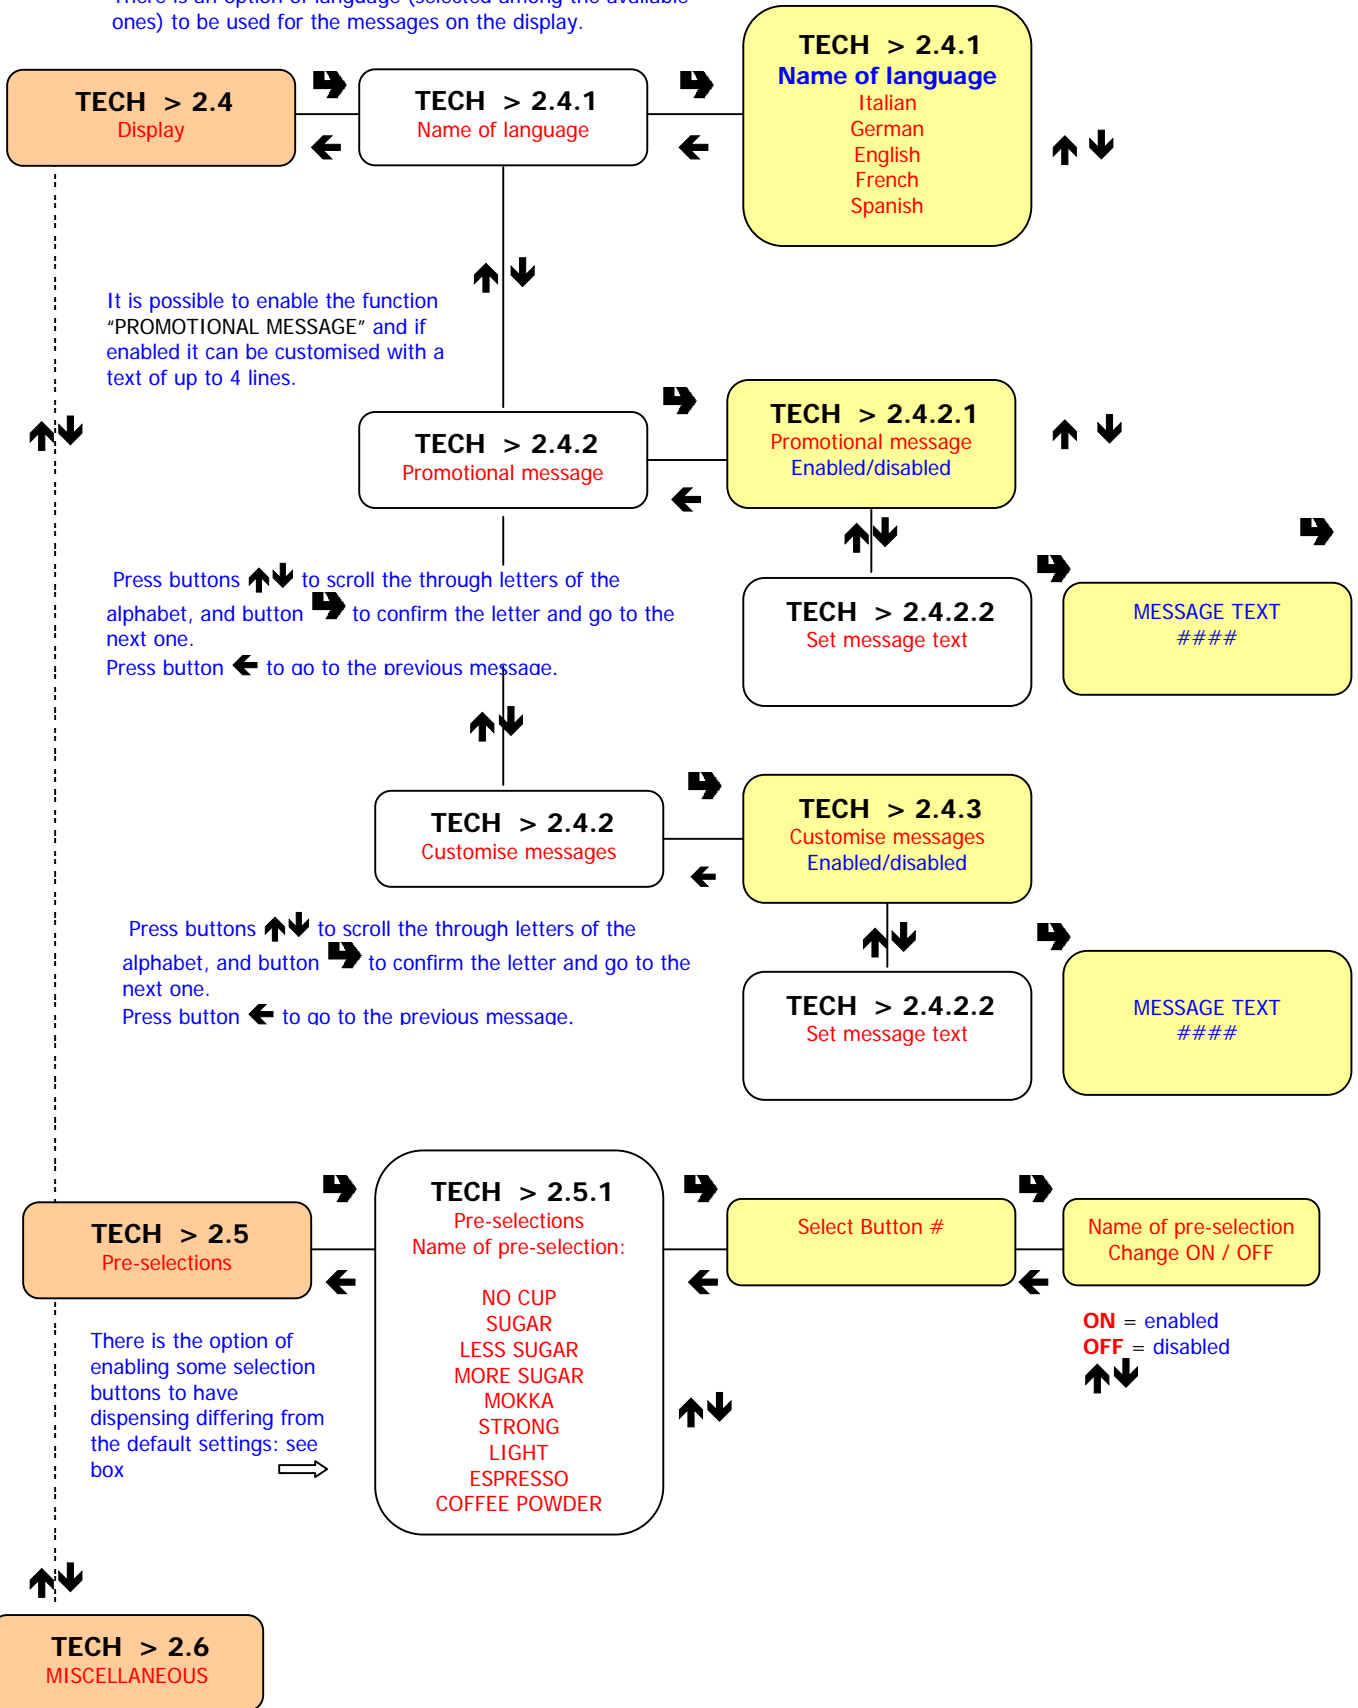 There is an option of language (selected among the available
ones) to be used for the messages on the display.
TECH > 2.4
Display
TECH > 2.4.1
Name of language
TECH > 2.4.1
Name of language
Italian
German
English
French
Spanish
It is possible to enable the function
“PROMOTIONAL MESSAGE” and if
enabled it can be customised with a
text of up to 4 lines.
TECH > 2.4.2
Promotional message
TECH > 2.4.2.1
Promotional message
Enabled/disabled
Press buttons ↑↓ to scroll the through letters of the
alphabet, and button to confirm the letter and go to the
next one.
Press button ← to go to the previous message.
TECH > 2.4.2.2
Set message text
MESSAGE TEXT
####
TECH > 2.4.2
Customise messages
TECH > 2.4.3
Customise messages
Enabled/disabled
Press buttons ↑↓ to scroll the through letters of the
alphabet, and button to confirm the letter and go to the
next one.
Press button ← to go to the previous message.
TECH > 2.4.2.2
Set message text
MESSAGE TEXT
####
TECH > 2.5
Pre-selections
TECH > 2.5.1
Pre-selections
Name of pre-selection:
NO CUP
SUGAR
LESS SUGAR
MORE SUGAR
MOKKA
STRONG
LIGHT
ESPRESSO
COFFEE POWDER
Select Button #
Name of pre-selection
Change ON / OFF
ON = enabled
OFF = disabled
There is the option of
enabling some selection
buttons to have
dispensing differing from
the default settings: see
box
TECH > 2.6
MISCELLANEOUS